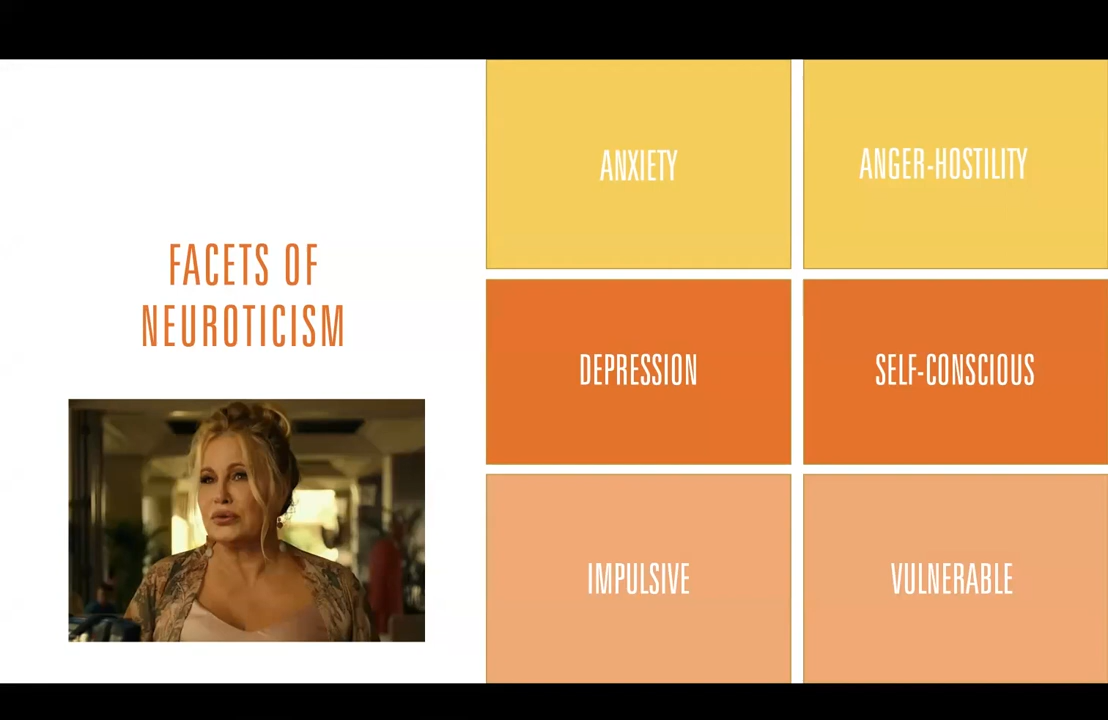 FACETS OF
NEUROTICISM
ANXIETY
ANGER-HOSTILITY
DEPRESSION
SELF-CONSCIOUS
IMPULSIVE
VULNERABLE